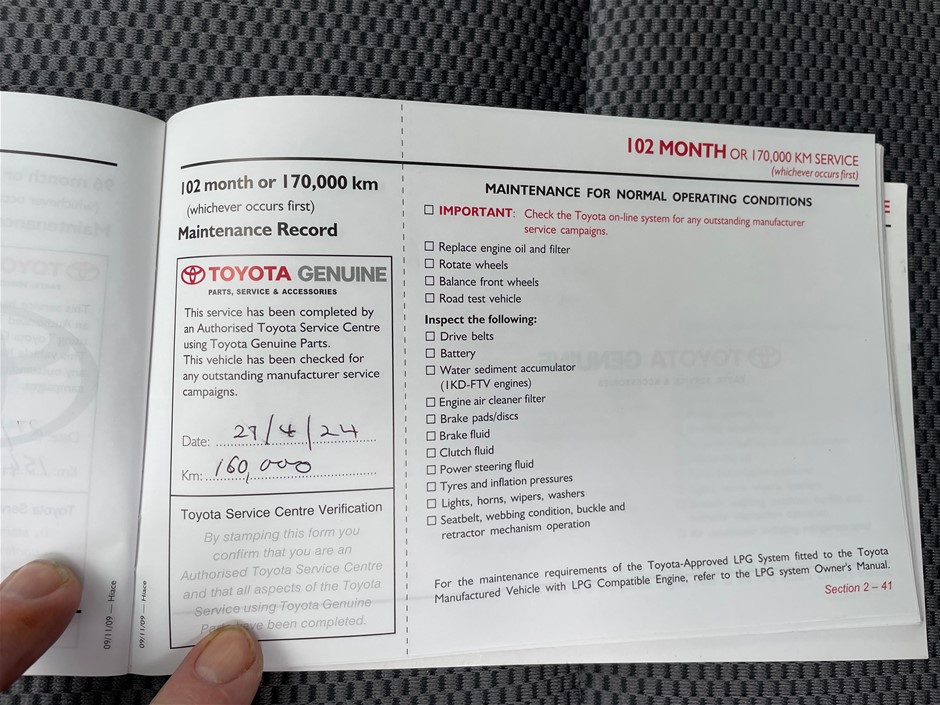 102 month or 170,000 km
(whichever occurs first)
Maintenance Record
TOYOTA GENUINE
PARTS, SERVICE & ACCESSORIES
This service has been completed by
an Authorised Toyota Service Centre
using Toyota Genuine Parts.
This vehicle has been checked for
any outstanding manufacturer service
campaigns.
Date: 29/4/24
Km: 160,000
Toyota Service Centre Verification
By stamping this form you
confirm that you are an
Authorised Toyota Service Centre
and that all aspects of the Toyota
Service using Toyota Genuine
have been completed.
09/11/09 — Hiace
09/11/09 — Hiace
102 MONTH OR 170,000 KM SERVICE
(whichever occurs first)
MAINTENANCE FOR NORMAL OPERATING CONDITIONS
☐ IMPORTANT: Check the Toyota on-line system for any outstanding manufacturer
service campaigns.
☐ Replace engine oil and filter
☐ Rotate wheels
☐ Balance front wheels
☐ Road test vehicle
Inspect the following:
☐ Drive belts
☐ Battery
☐ Water sediment accumulator
(1KD-FTV engines)
☐ Engine air cleaner filter
☐ Brake pads/discs
☐ Brake fluid
☐ Clutch fluid
☐ Power steering fluid
☐ Tyres and inflation pressures
☐ Lights, horns, wipers, washers
☐ Seatbelt, webbing condition, buckle and
retractor mechanism operation
For the maintenance requirements of the Toyota-Approved LPG System fitted to the Toyota
Manufactured Vehicle with LPG Compatible Engine, refer to the LPG system Owner's Manual.
Section 2 – 41
E